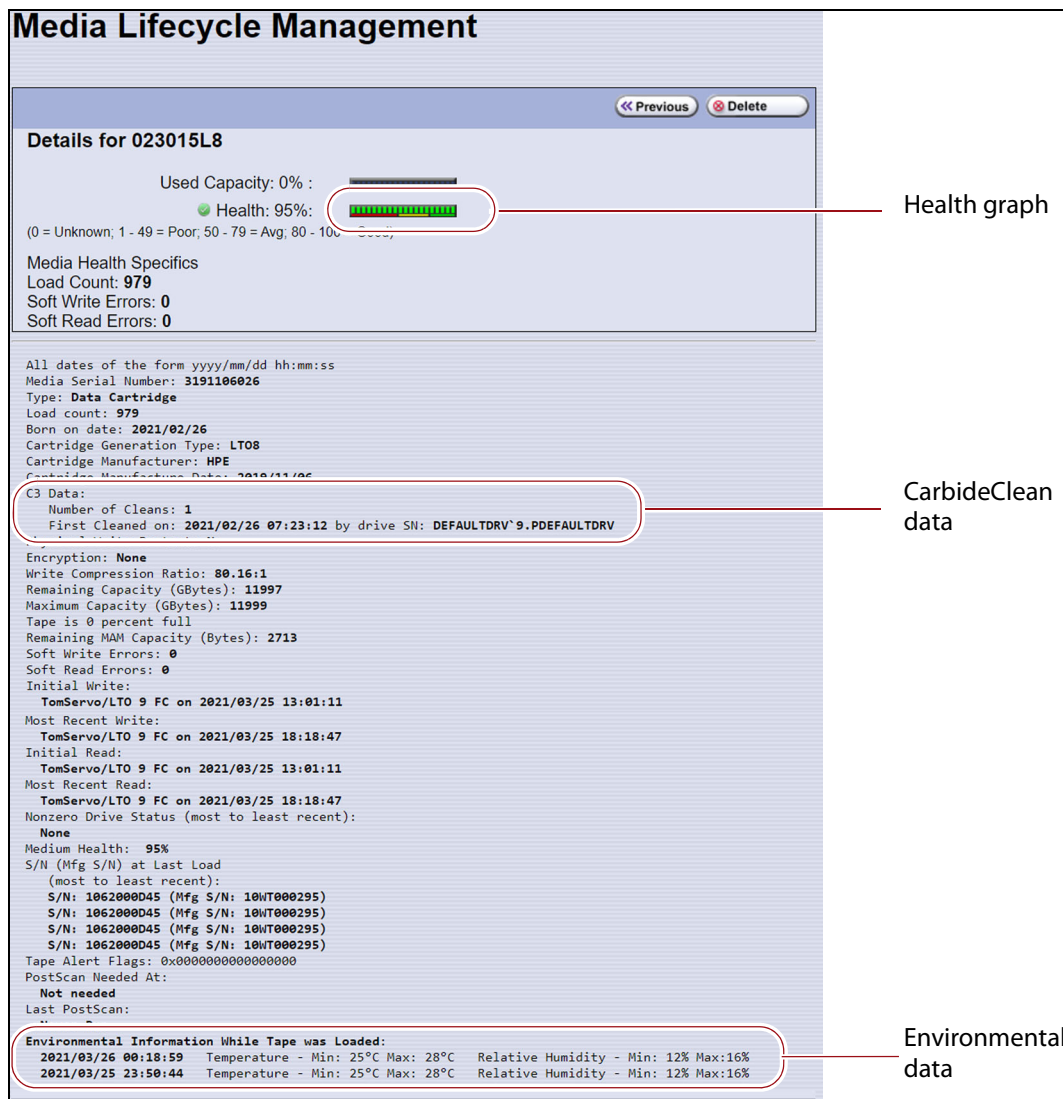 Media Lifecycle Management
Previous
Delete
Details for 023015L8
Used Capacity: 0% :
Health: 95%:
Health graph
(0 = Unknown; 1 - 49 = Poor; 50 - 79 = Avg; 80 - 100 = Good)
Media Health Specifics
Load Count: 979
Soft Write Errors: 0
Soft Read Errors: 0
All dates of the form yyyy/mm/dd hh:mm:ss
Media Serial Number: 3191106026
Type: Data Cartridge
Load count: 979
Born on date: 2021/02/26
Cartridge Generation Type: LTO8
Cartridge Manufacturer: HPE
Cartridge Manufacture Date: 2019/11/06
C3 Data:
Number of Cleans: 1
First Cleaned on: 2021/02/26 07:23:12 by drive SN: DEFAULTDRV`9.PDEFAULTDRV
CarbideClean
data
Encryption: None
Write Compression Ratio: 80.16:1
Remaining Capacity (GBytes): 11997
Maximum Capacity (GBytes): 11999
Tape is 0 percent full
Remaining MAM Capacity (Bytes): 2713
Soft Write Errors: 0
Soft Read Errors: 0
Initial Write:
TomServo/LTO 9 FC on 2021/03/25 13:01:11
Most Recent Write:
TomServo/LTO 9 FC on 2021/03/25 18:18:47
Initial Read:
TomServo/LTO 9 FC on 2021/03/25 13:01:11
Most Recent Read:
TomServo/LTO 9 FC on 2021/03/25 18:18:47
Nonzero Drive Status (most to least recent):
None
Medium Health: 95%
S/N (Mfg S/N) at Last Load
(most to least recent):
S/N: 1062000D45 (Mfg S/N: 10WT000295)
S/N: 1062000D45 (Mfg S/N: 10WT000295)
S/N: 1062000D45 (Mfg S/N: 10WT000295)
S/N: 1062000D45 (Mfg S/N: 10WT000295)
Tape Alert Flags: 0x0000000000000000
PostScan Needed At:
Not needed
Last PostScan:
Environmental Information While Tape was Loaded:
2021/03/26 00:18:59 Temperature - Min: 25°C Max: 28°C Relative Humidity - Min: 12% Max:16%
2021/03/25 23:50:44 Temperature - Min: 25°C Max: 28°C Relative Humidity - Min: 12% Max:16%
Environmental
data